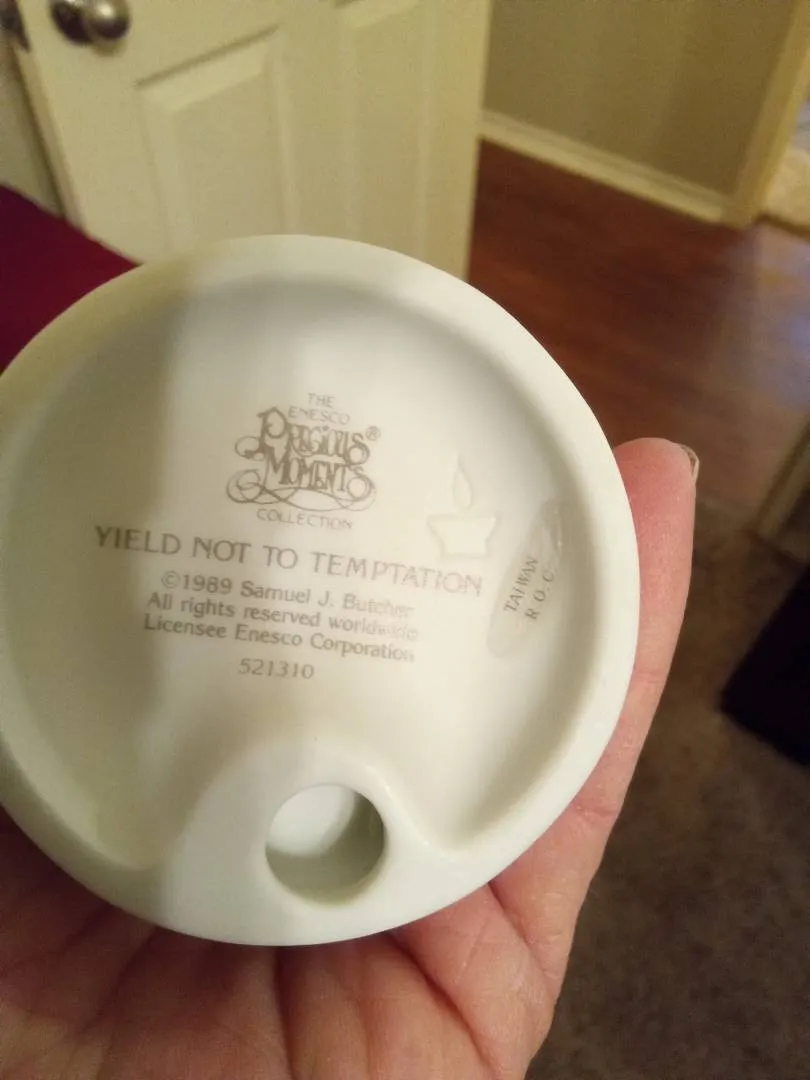 THE
ENESCO
PRECIOUS®
MOMENTS
COLLECTION
YIELD NOT TO TEMPTATION
©1989 Samuel J. Butcher
All rights reserved worldwide
Licensee Enesco Corporation
521310
TAIWAN
R. O. C.